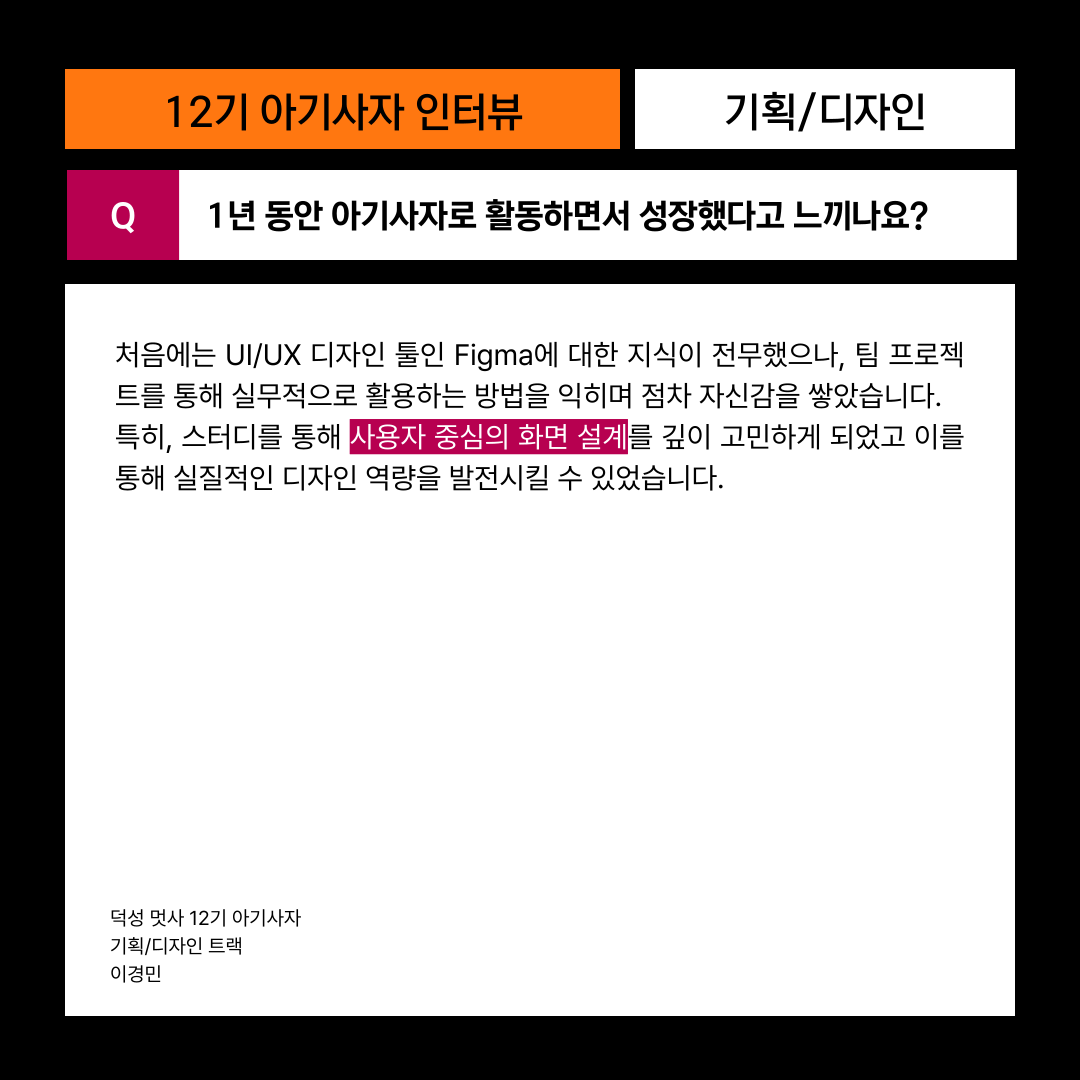 12기 아기사자 인터뷰
기획/디자인
Q
1년 동안 아기사자로 활동하면서 성장했다고 느끼나요?
처음에는 UI/UX 디자인 툴인 Figma에 대한 지식이 전무했으나, 팀 프로젝
트를 통해 실무적으로 활용하는 방법을 익히며 점차 자신감을 쌓았습니다.
특히, 스터디를 통해 사용자 중심의 화면 설계를 깊이 고민하게 되었고 이를
통해 실질적인 디자인 역량을 발전시킬 수 있었습니다.
덕성 멋사 12기 아기사자
기획/디자인 트랙
이경민